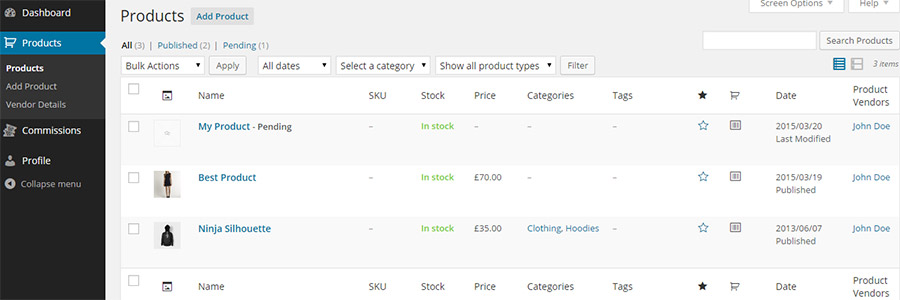 Dashboard
Products
Products
Add Product
Vendor Details
Commissions
Profile
Collapse menu
Screen Options Help
Products Add Product
All (3) | Published (2) | Pending (1)
Search Products
Bulk Actions Apply All dates Select a category Show all product types Filter 3 items
Name SKU Stock Price Categories Tags Date Product Vendors
My Product - Pending – In stock – – – 2015/03/20 Last Modified John Doe
Best Product – In stock £70.00 – – 2015/03/19 Published John Doe
Ninja Silhouette – In stock £35.00 Clothing, Hoodies – 2013/06/07 Published John Doe
Name SKU Stock Price Categories Tags Date Product Vendors